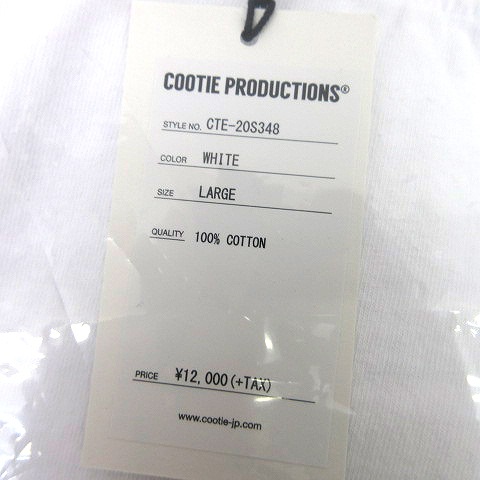 COOTIE PRODUCTIONS®
STYLE NO. CTE-20S348
COLOR WHITE
SIZE LARGE
QUALITY 100% COTTON
PRICE ¥12,000(+TAX)
www.cootie-jp.com